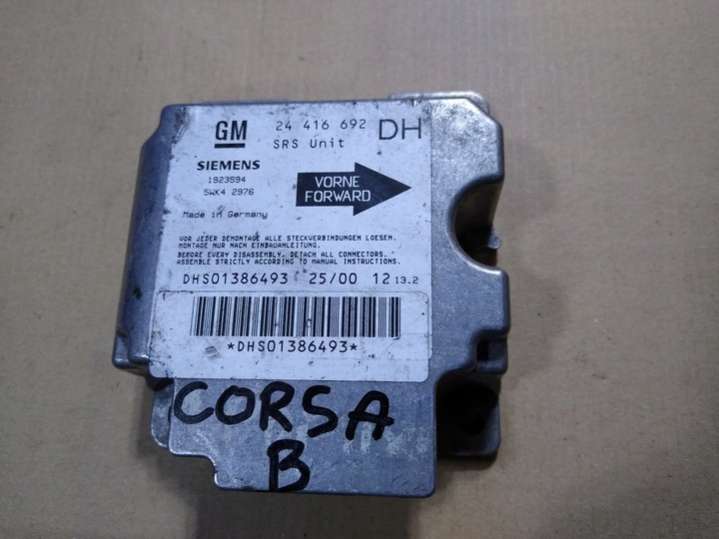 GM 24 416 692 DH
SRS Unit
SIEMENS
1923594
5WK4 2976
VORNE
FORWARD
Made in Germany
VOR JEDER DEMONTAGE ALLE STECKVERBINDUNGEN LOESEN.
MONTAGE NUR NACH EINBAUANLEITUNG.
BEFORE EVERY DISASSEMBLY, DETACH ALL CONNECTORS.
ASSEMBLE STRICTLY ACCORDING TO MANUAL INSTRUCTIONS.
DHS01386493 25/00 12 13.2
*DHS01386493*
CORSA
B